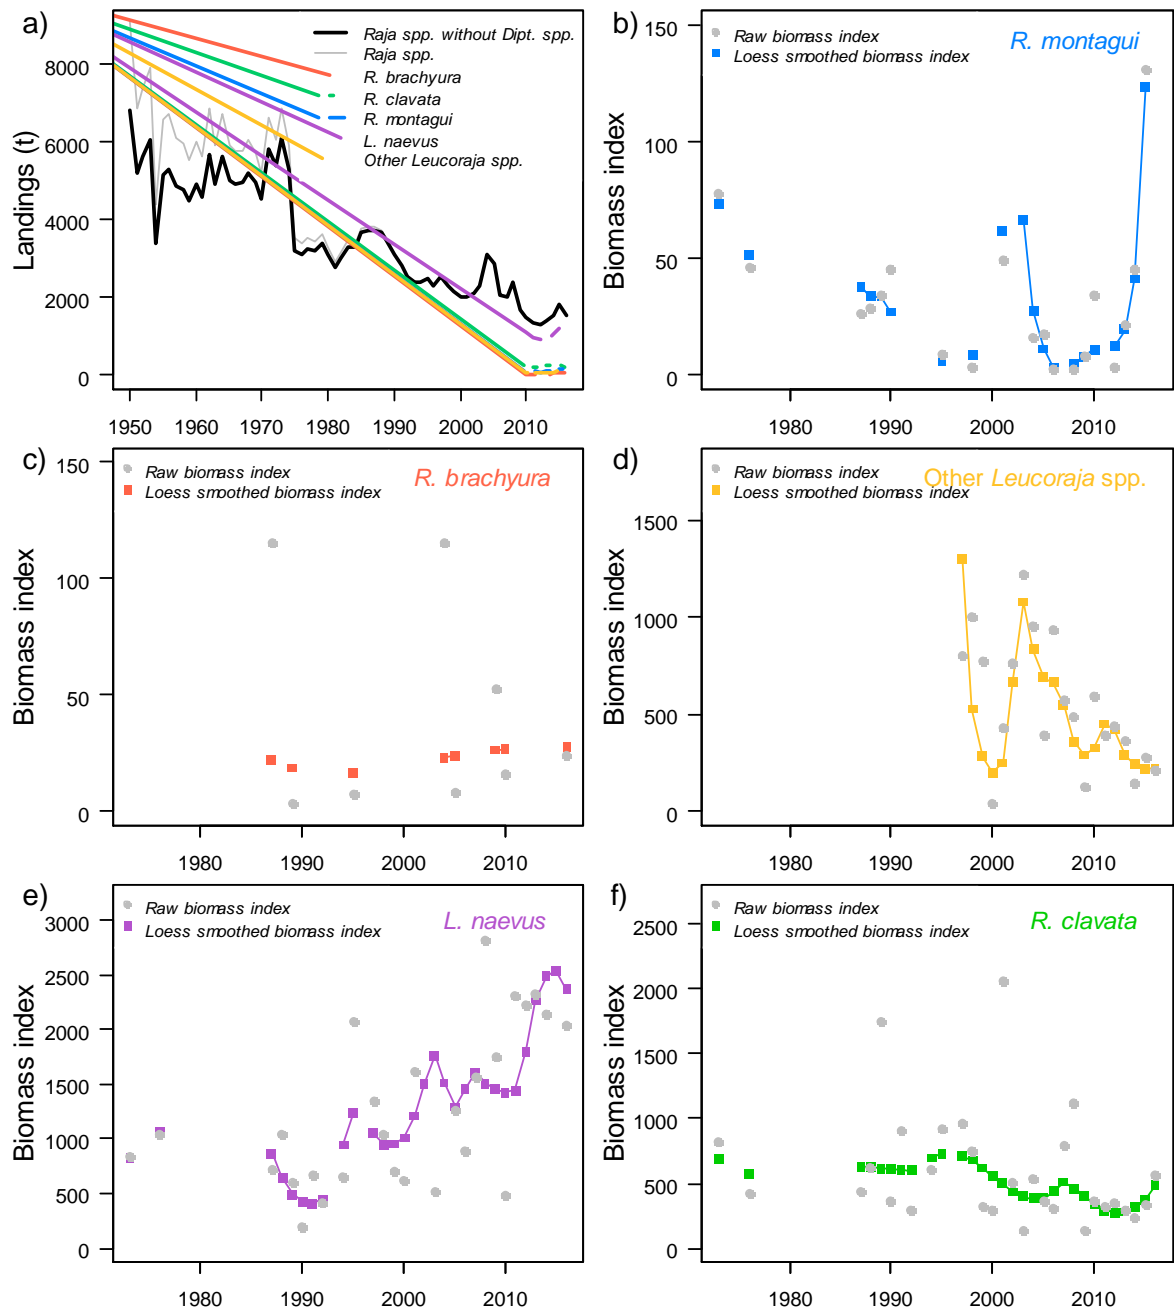 a)
Raja spp. without Dipt. spp.
Raja spp.
R. brachyura
R. clavata
R. montagui
L. naevus
Other Leucoraja spp.
Landings (t)
8000
6000
4000
2000
0
1950 1960 1970 1980 1990 2000 2010
b)
Raw biomass index
Loess smoothed biomass index
R. montagui
Biomass index
150
100
50
0
1980 1990 2000 2010
c)
Raw biomass index
Loess smoothed biomass index
R. brachyura
Biomass index
150
100
50
0
1980 1990 2000 2010
d)
Raw biomass index
Loess smoothed biomass index
Other Leucoraja spp.
Biomass index
1500
1000
500
0
1980 1990 2000 2010
e)
Raw biomass index
Loess smoothed biomass index
L. naevus
Biomass index
3000
2500
2000
1500
1000
500
0
1980 1990 2000 2010
f)
Raw biomass index
Loess smoothed biomass index
R. clavata
Biomass index
2500
2000
1500
1000
500
0
1980 1990 2000 2010